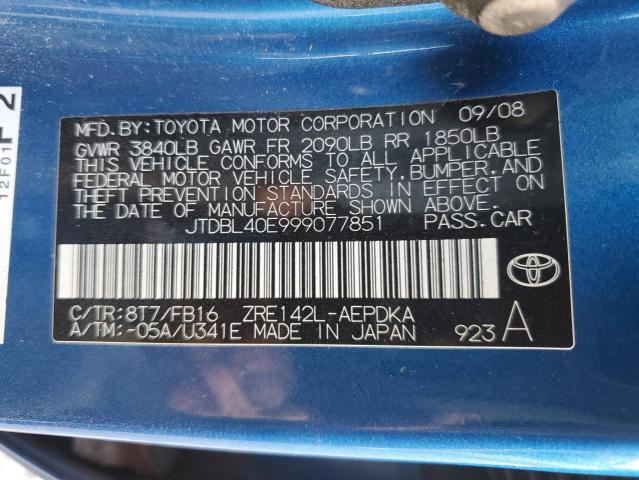 MFD.BY:TOYOTA MOTOR CORPORATION 09/08
GVWR 3840LB GAWR FR 2090LB RR 1850LB
THIS VEHICLE CONFORMS TO ALL APPLICABLE
FEDERAL MOTOR VEHICLE SAFETY,BUMPER,AND
THEFT PREVENTION STANDARDS IN EFFECT ON
THE DATE OF MANUFACTURE SHOWN ABOVE.
JTDBL40E999077851 PASS.CAR
C/TR:8T7/FB16 ZRE142L-AEPDKA
A/TM:-05A/U341E MADE IN JAPAN 923 A
12F01